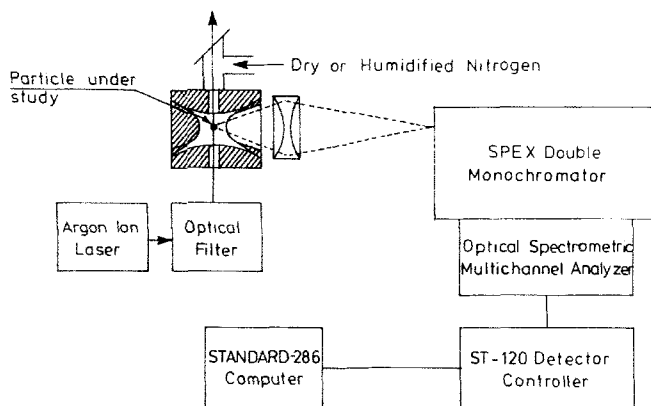 Dry or Humidified Nitrogen
Particle under
study
SPEX Double
Monochromator
Argon Ion
Laser
Optical
Filter
Optical Spectrometric
Multichannel Analyzer
STANDARD-286
Computer
ST-120 Detector
Controller